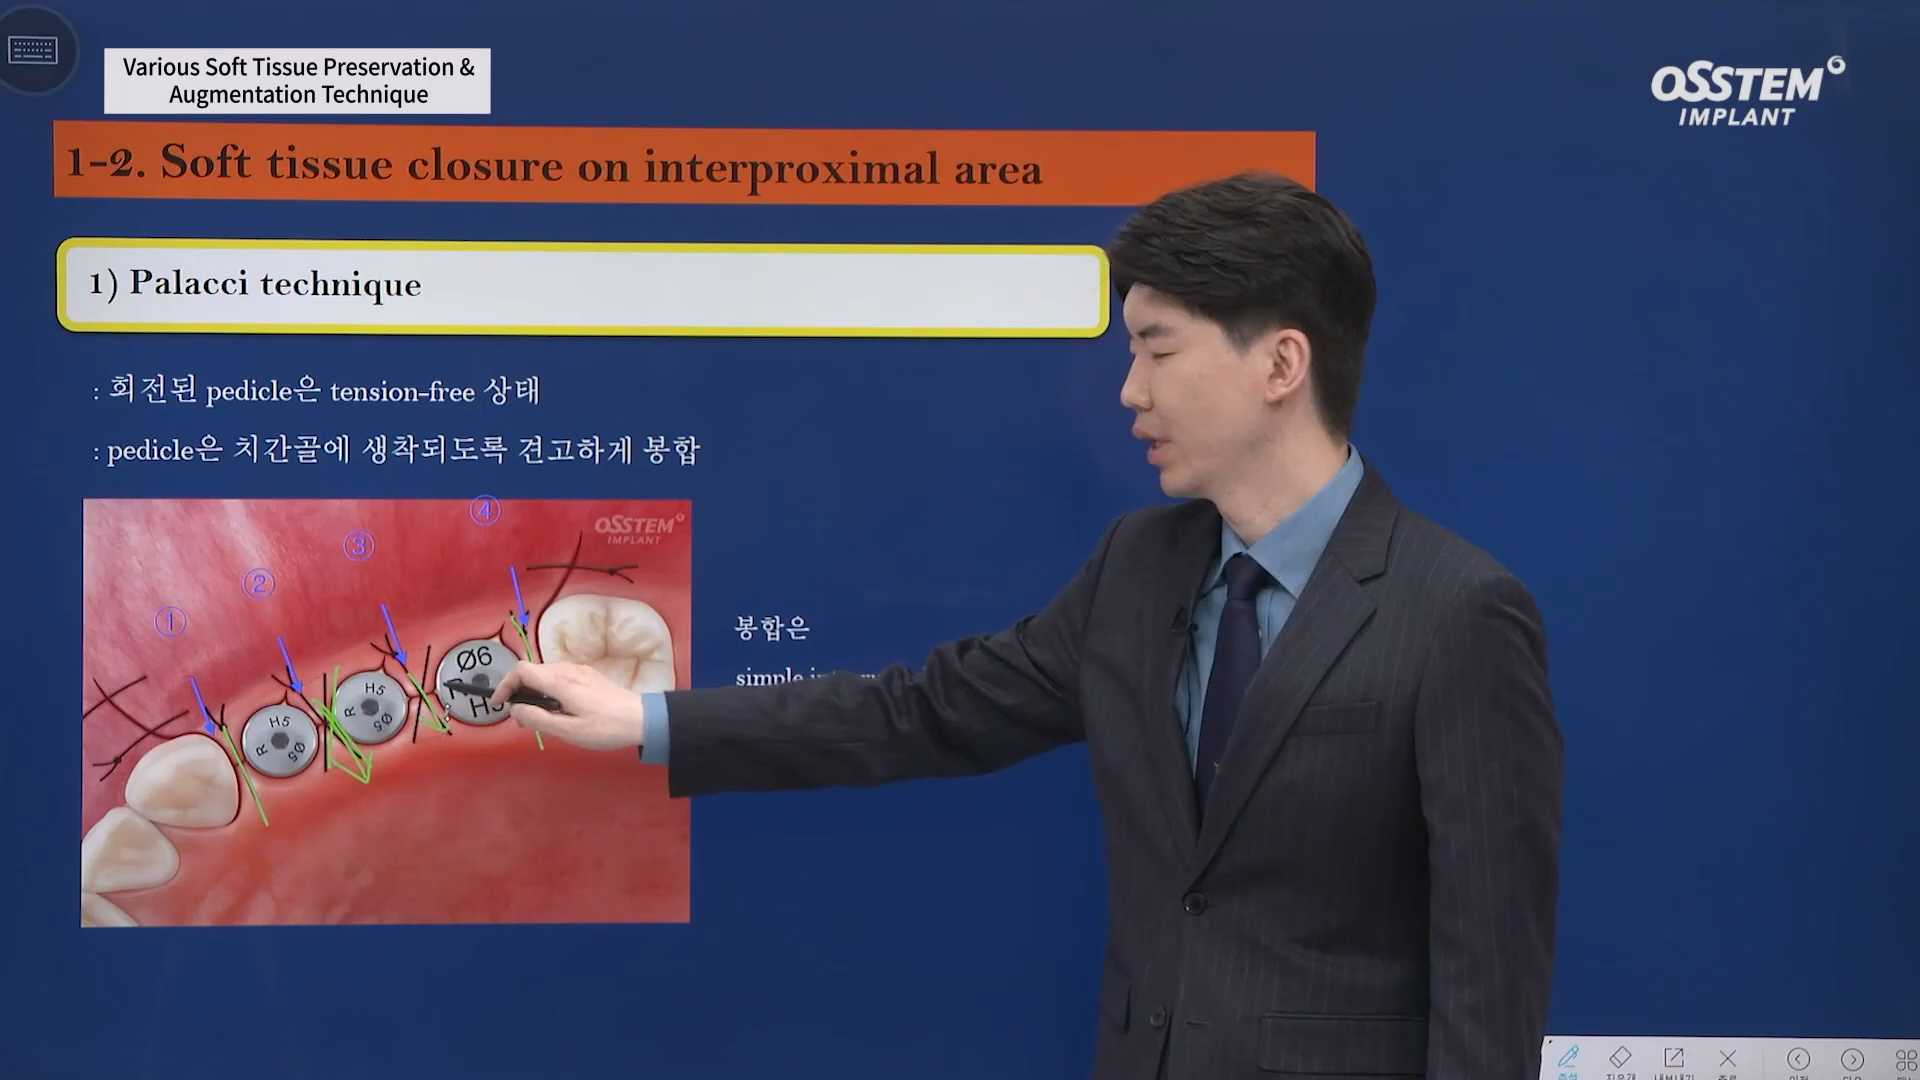 Various Soft Tissue Preservation &
Augmentation Technique
OSSTEM
IMPLANT
1-2. Soft tissue closure on interproximal area
1) Palacci technique
: 회전된 pedicle은 tension-free 상태
: pedicle은 치간골에 생착되도록 견고하게 봉합
OSSTEM
IMPLANT
①
②
③
④
H5
R
Ø5
H5
R
Ø5
Ø6
봉합은
simple